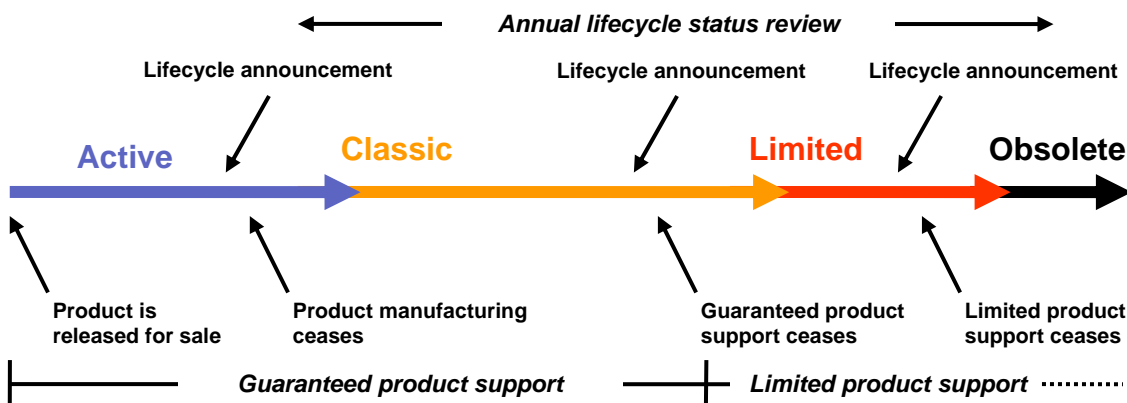 Annual lifecycle status review
Lifecycle announcement
Lifecycle announcement
Lifecycle announcement
Active
Classic
Limited
Obsolete
Product is
released for sale
Product manufacturing
ceases
Guaranteed product
support ceases
Limited product
support ceases
Guaranteed product support
Limited product support